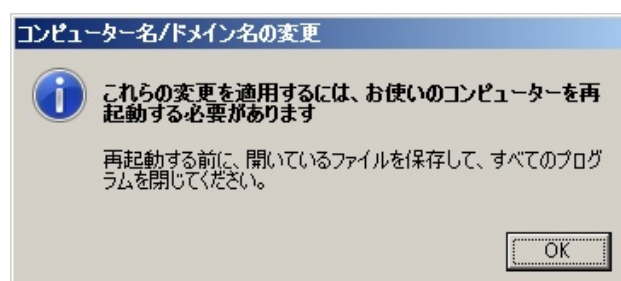 コンピューター名/ドメイン名の変更
これらの変更を適用するには、お使いのコンピューターを再
起動する必要があります
再起動する前に、開いているファイルを保存して、すべてのプログ
ラムを閉じてください。
OK